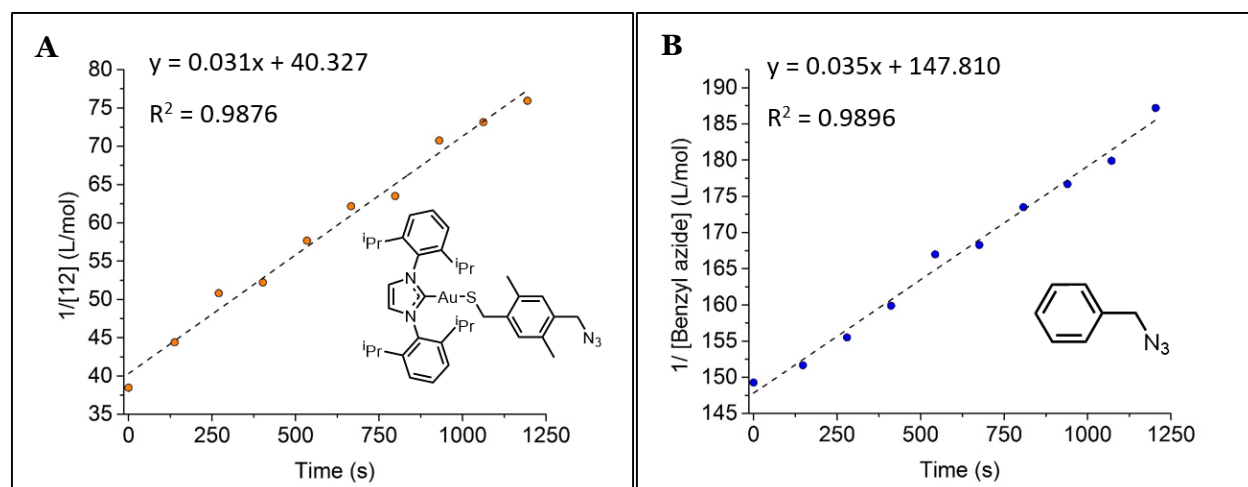 A
y = 0.031x + 40.327
R² = 0.9876
80
75
70
65
60
55
50
45
40
35
1/[12] (L/mol)
0 250 500 750 1000 1250
Time (s)
iPr
iPr
N
Au S
N
iPr
iPr
N₃
B
y = 0.035x + 147.810
R² = 0.9896
190
185
180
175
170
165
160
155
150
145
1/ [Benzyl azide] (L/mol)
0 250 500 750 1000 1250
Time (s)
N₃